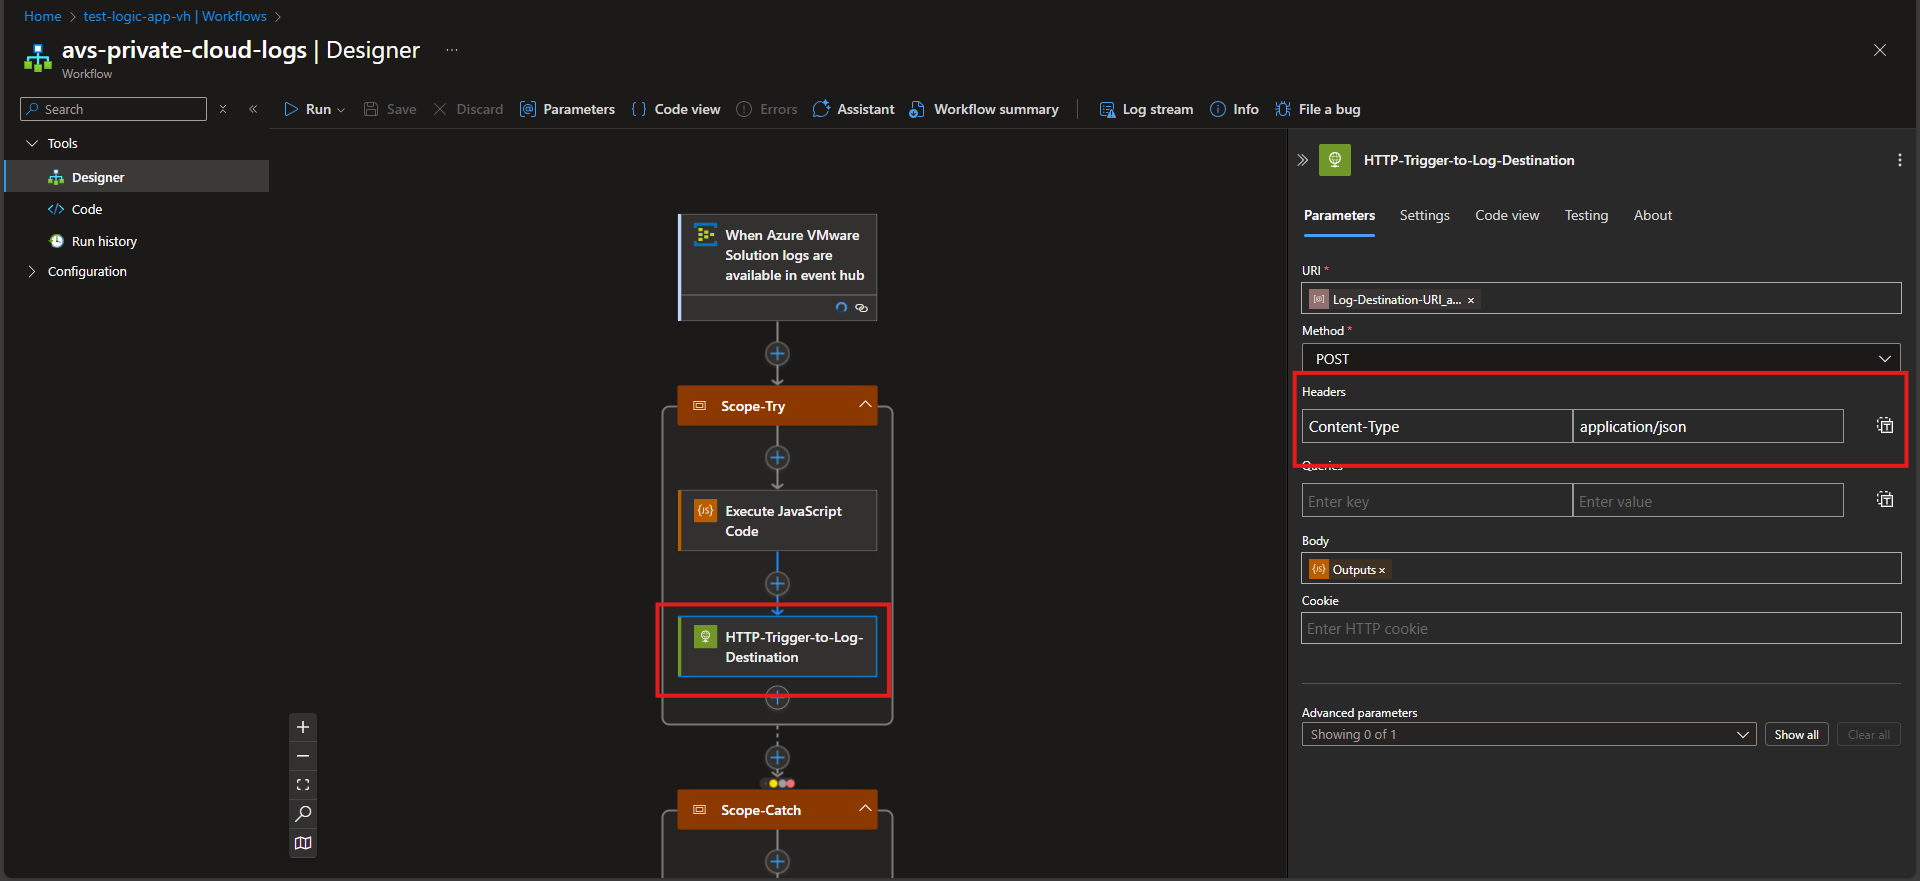 Home > test-logic-app-vh | Workflows >
avs-private-cloud-logs | Designer ...
Workflow
Search
Run
Save
Discard
Parameters
Code view
Errors
Assistant
Workflow summary
Log stream
Info
File a bug
Tools
Designer
Code
Run history
Configuration
When Azure VMware
Solution logs are
available in event hub
Scope-Try
Execute JavaScript
Code
HTTP-Trigger-to-Log-
Destination
Scope-Catch
HTTP-Trigger-to-Log-Destination
Parameters
Settings
Code view
Testing
About
URI *
Log-Destination-URI_a... ×
Method *
POST
Headers
Content-Type
application/json
Queries
Enter key
Enter value
Body
Outputs ×
Cookie
Enter HTTP cookie
Advanced parameters
Showing 0 of 1
Show all
Clear all